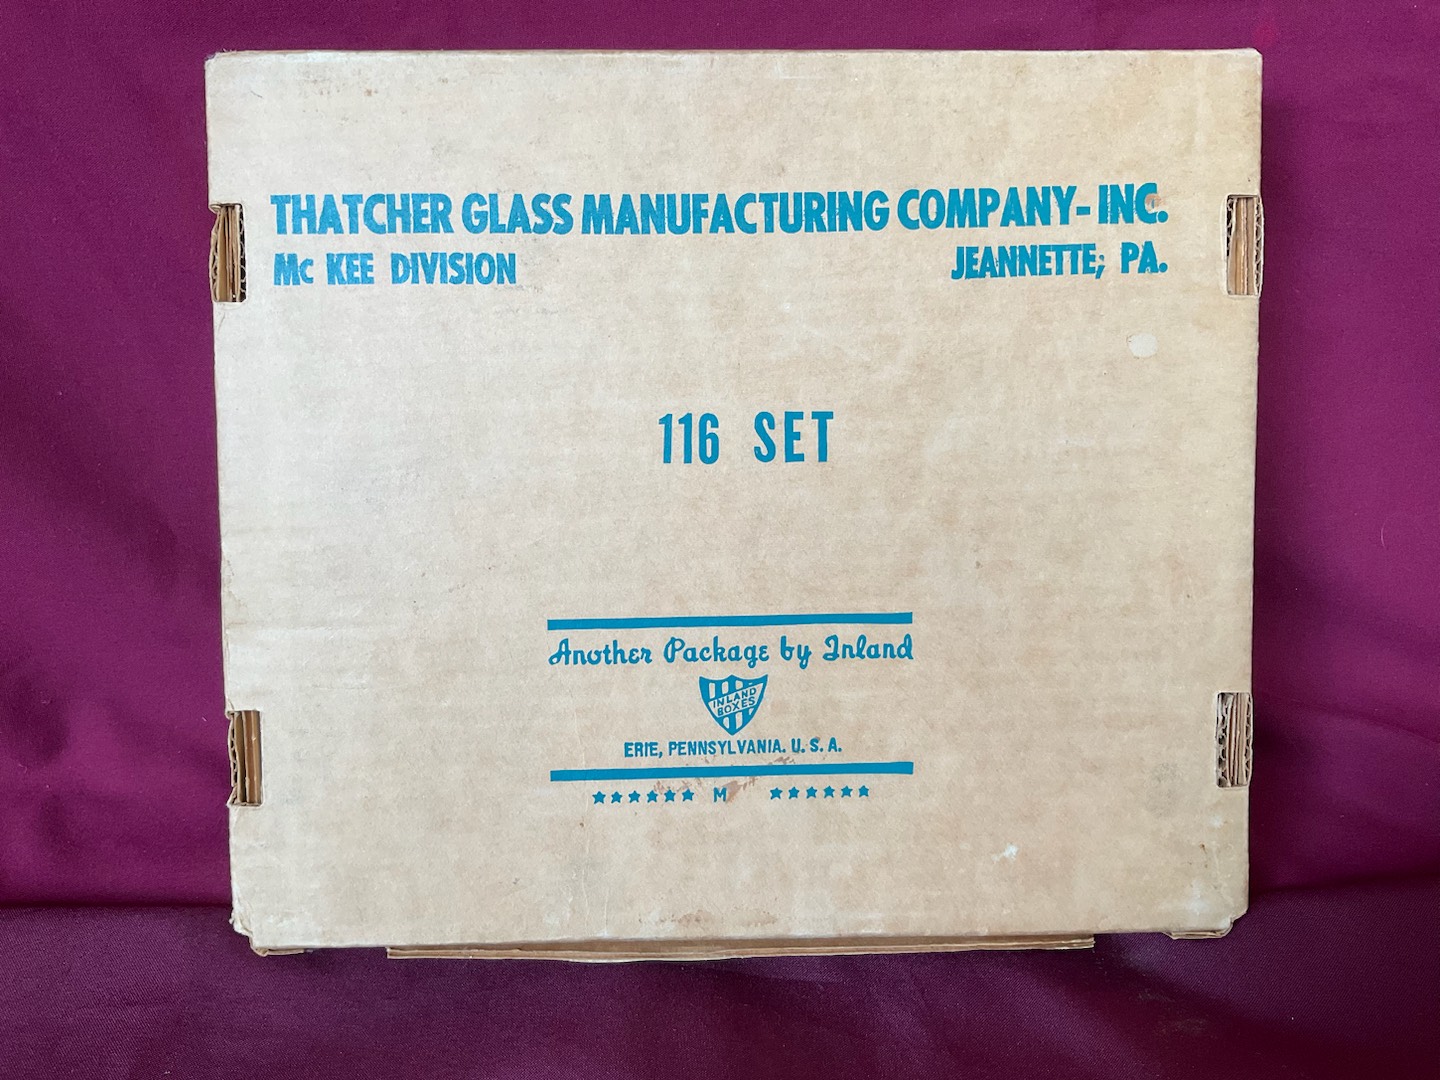 THATCHER GLASS MANUFACTURING COMPANY-INC.
Mc KEE DIVISION JEANNETTE; PA.
116 SET
Another Package by Inland
INLAND
BOXES
ERIE, PENNSYLVANIA. U. S. A.
★★★★★★ M ★★★★★★